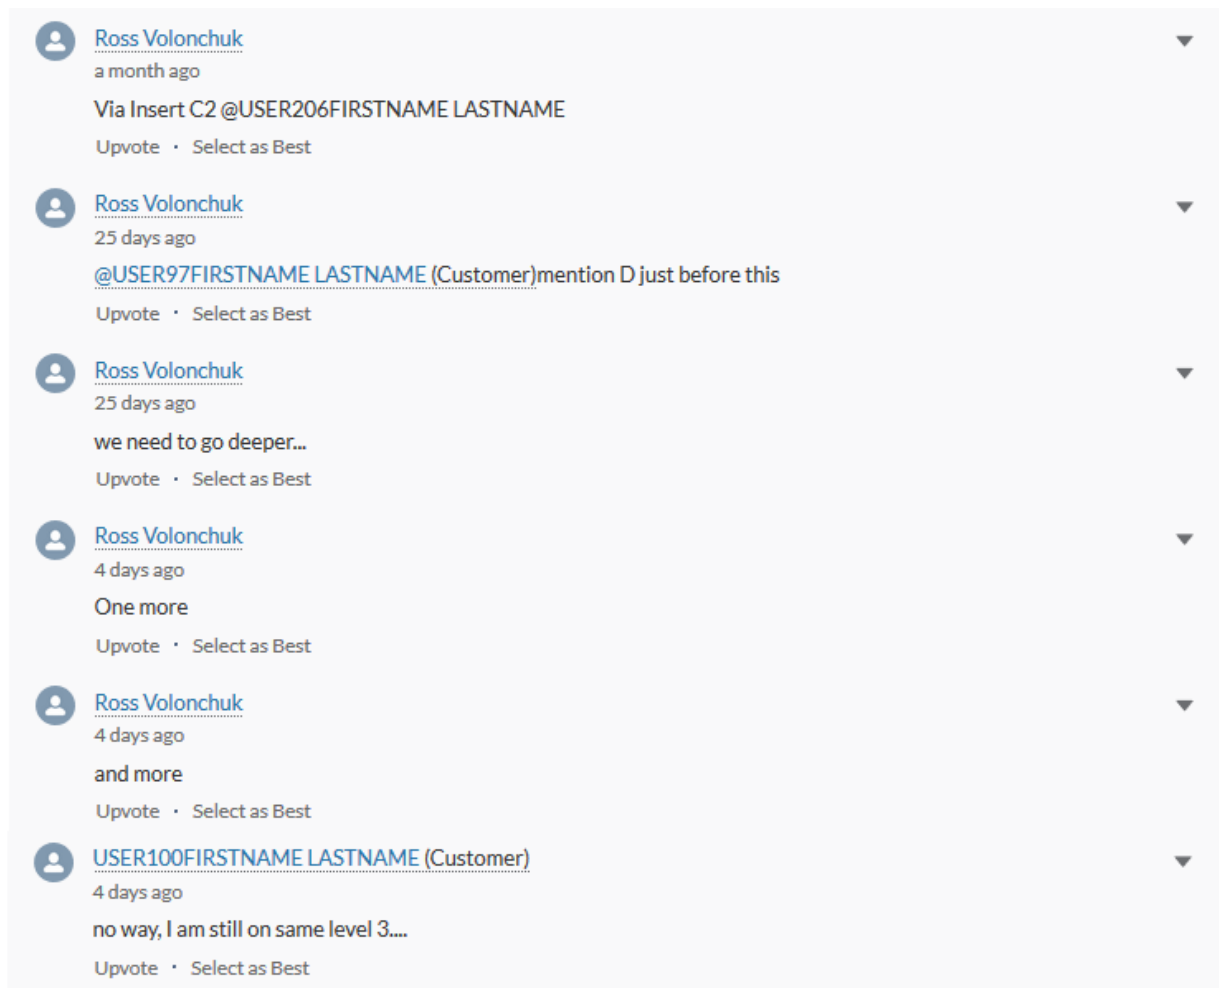 Ross Volonchuk
a month ago
Via Insert C2 @USER206FIRSTNAME LASTNAME
Upvote · Select as Best
Ross Volonchuk
25 days ago
@USER97FIRSTNAME LASTNAME (Customer)mention D just before this
Upvote · Select as Best
Ross Volonchuk
25 days ago
we need to go deeper...
Upvote · Select as Best
Ross Volonchuk
4 days ago
One more
Upvote · Select as Best
Ross Volonchuk
4 days ago
and more
Upvote · Select as Best
USER100FIRSTNAME LASTNAME (Customer)
4 days ago
no way, I am still on same level 3....
Upvote · Select as Best